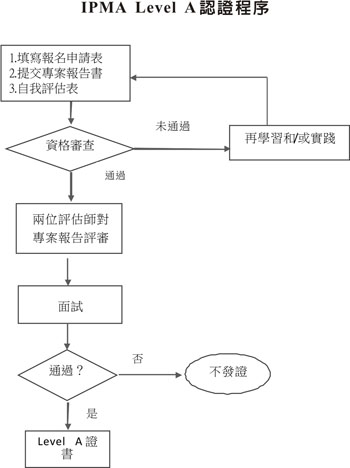 IPMA Level A認證程序
1.填寫報名申請表
2.提交專案報告書
3.自我評估表
未通過
資格審查
再學習和/或實踐
通過
兩位評估師對
專案報告評審
面試
否
通過？
不發證
是
Level A 證
書